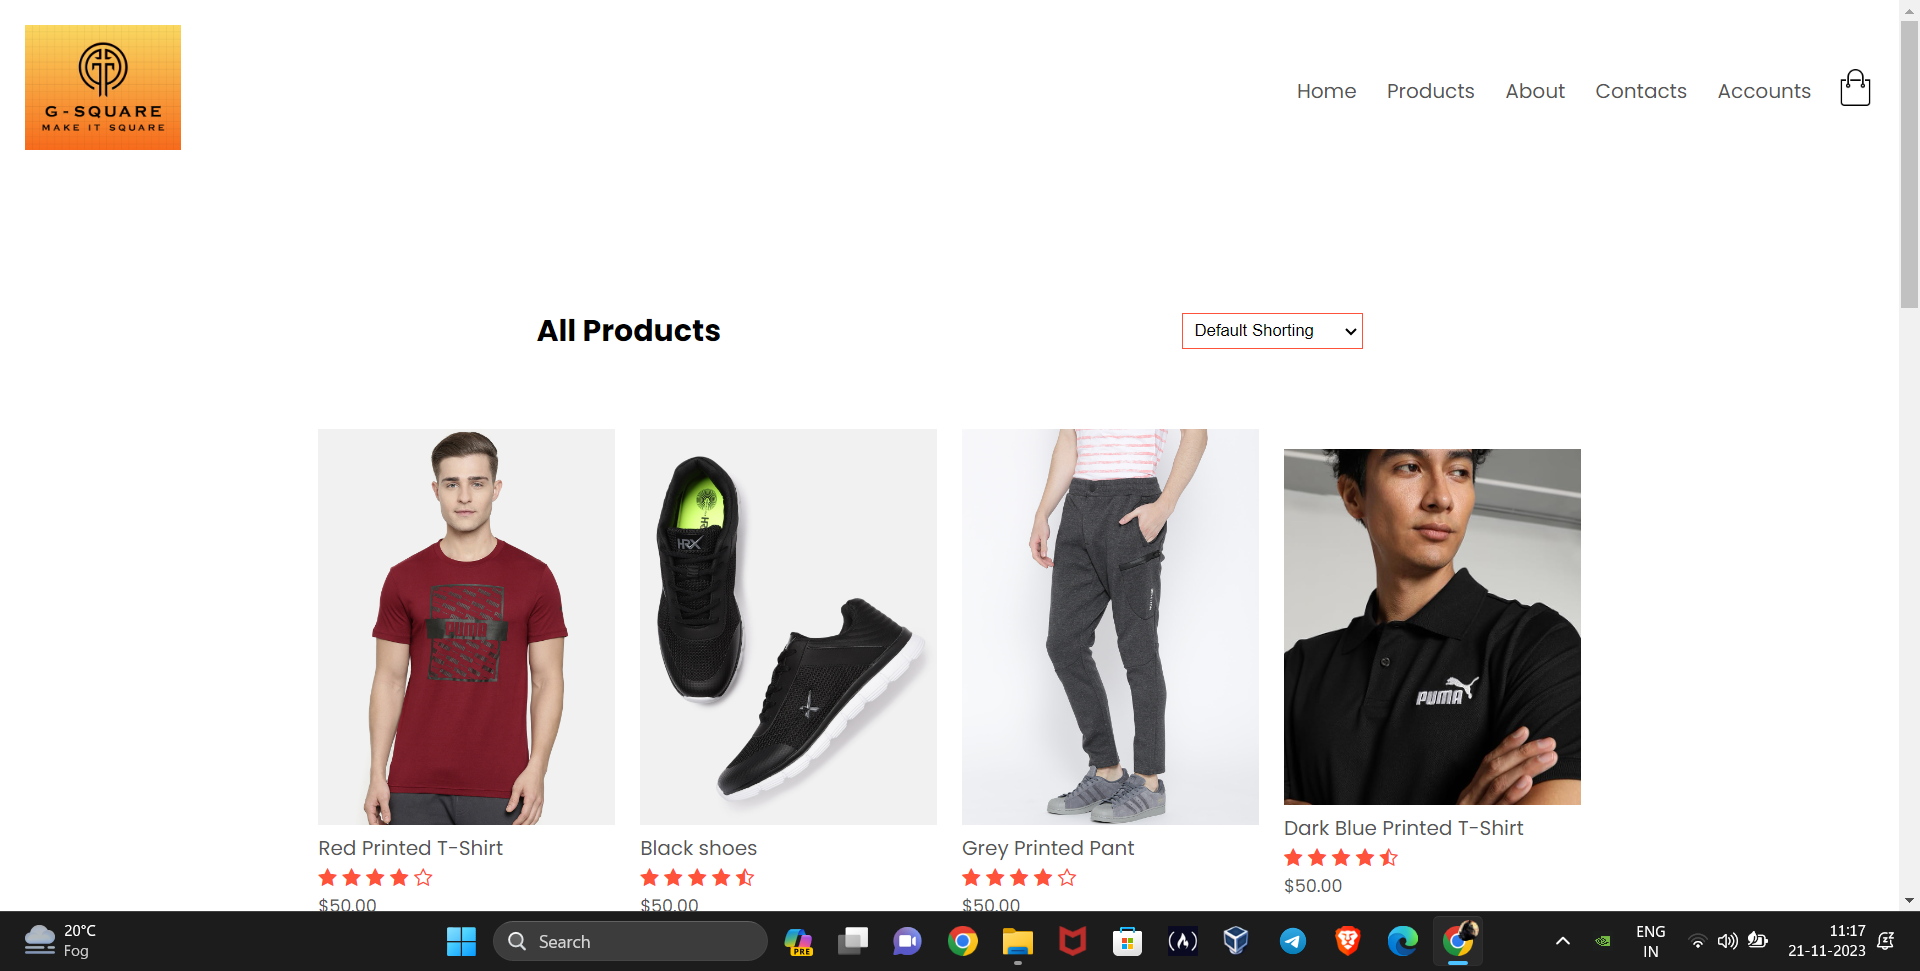 G-SQUARE
MAKE IT SQUARE
Home Products About Contacts Accounts
All Products
Default Shorting
HRX
PUMA
PUMA
Red Printed T-Shirt
Black shoes
Grey Printed Pant
Dark Blue Printed T-Shirt
$50.00
$50.00
$50.00
$50.00
20°C
Fog
Search
PRE
ENG
IN
11:17
21-11-2023